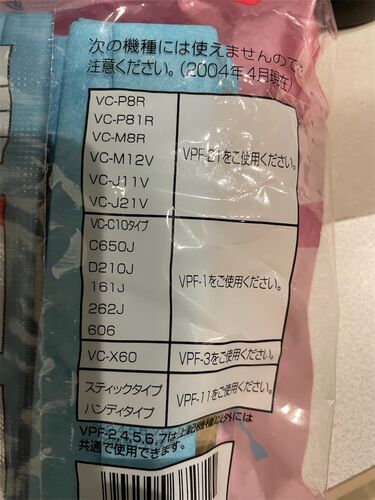 次の機種には使えませんので
注意ください。(2004年4月現在)
VC-P8R
VC-P81R
VC-M8R
VC-M12V
VC-J11V
VC-J21V
VPF-21をご使用ください。
VC-C10タイプ
C650J
D210J
161J
262J
606
VPF-1をご使用ください。
VC-X60
VPF-3をご使用ください。
スティックタイプ
ハンディタイプ
VPF-11をご使用ください。
VPF-2,4,5,6,7は上記機種以外には
共通で使用できます。